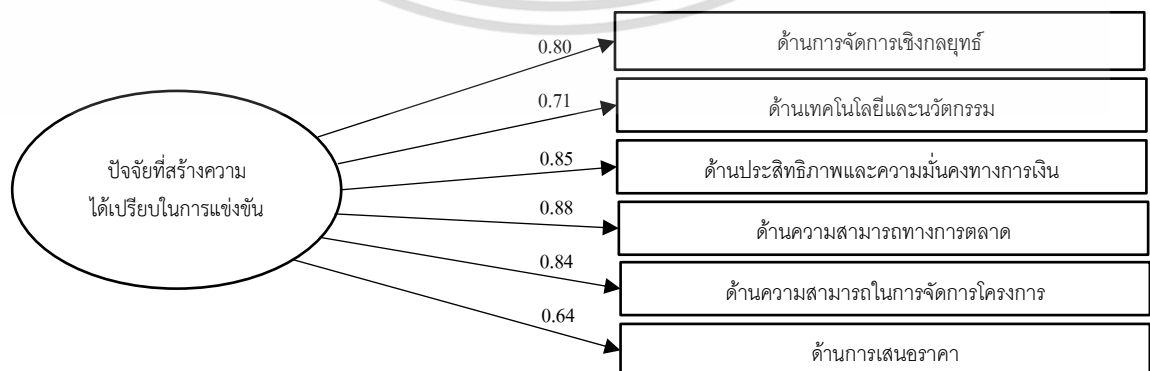 0.80
ด้านการจัดการเชิงกลยุทธ์
0.71
ด้านเทคโนโลยีและนวัตกรรม
ปัจจัยที่สร้างความ
ได้เปรียบในการแข่งขัน
0.85
ด้านประสิทธิภาพและความมั่นคงทางการเงิน
0.88
ด้านความสามารถทางการตลาด
0.84
ด้านความสามารถในการจัดการโครงการ
0.64
ด้านการเสนอราคา